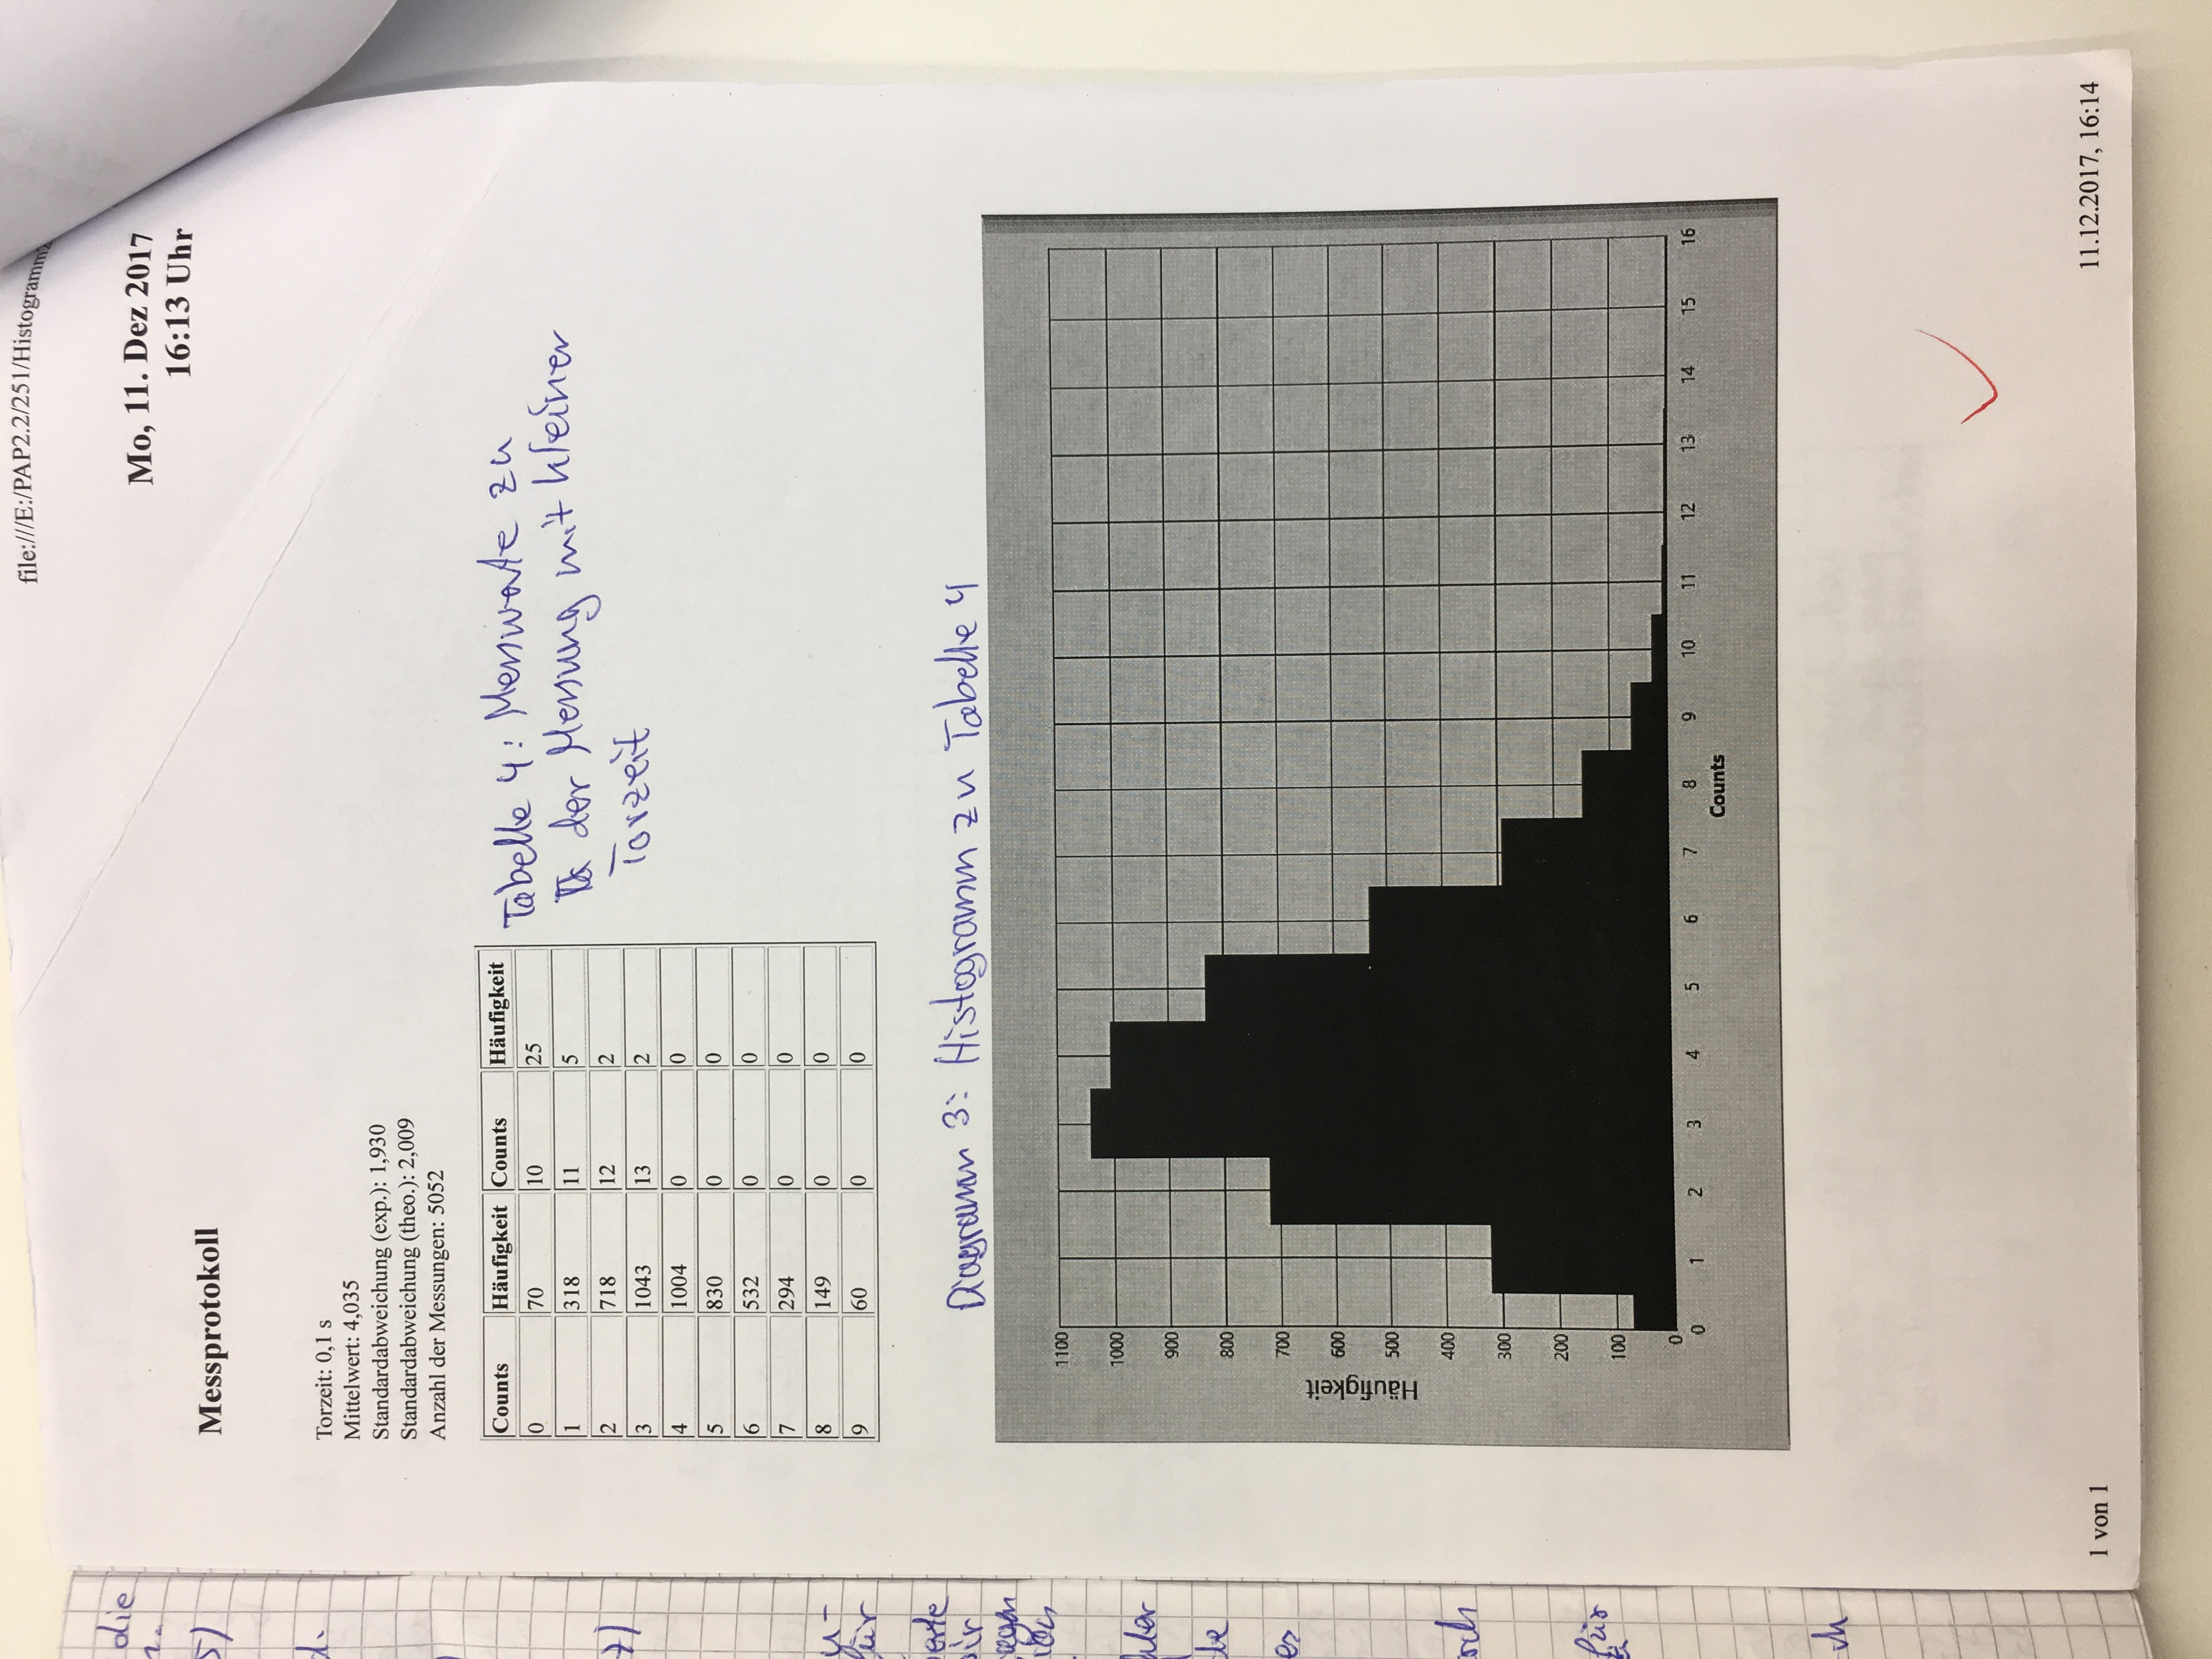 file:///E:/PAP2.2/251/Histogramm
Mo, 11. Dez 2017
16:13 Uhr
Messprotokoll
Torzeit: 0,1 s
Mittelwert: 4,035
Standardabweichung (exp.): 1,930
Standardabweichung (theo.): 2,009
Anzahl der Messungen: 5052
Counts Häufigkeit Counts Häufigkeit
0 70 10 25
1 318 11 5
2 718 12 2
3 1043 13 2
4 1004 0 0
5 830 0 0
6 532 0 0
7 294 0 0
8 149 0 0
9 60 0 0
Tabelle 4: Messwerte zu
der Messung mit kleiner
Torzeit
Diagramm 3: Histogramm zu Tabelle 4
1100
1000
900
800
700
600
500
400
300
200
100
0
Häufigkeit
0 1 2 3 4 5 6 7 8 9 10 11 12 13 14 15 16
Counts
1 von 1
11.12.2017, 16:14
die
5)
d.
u-
für
erte
ch